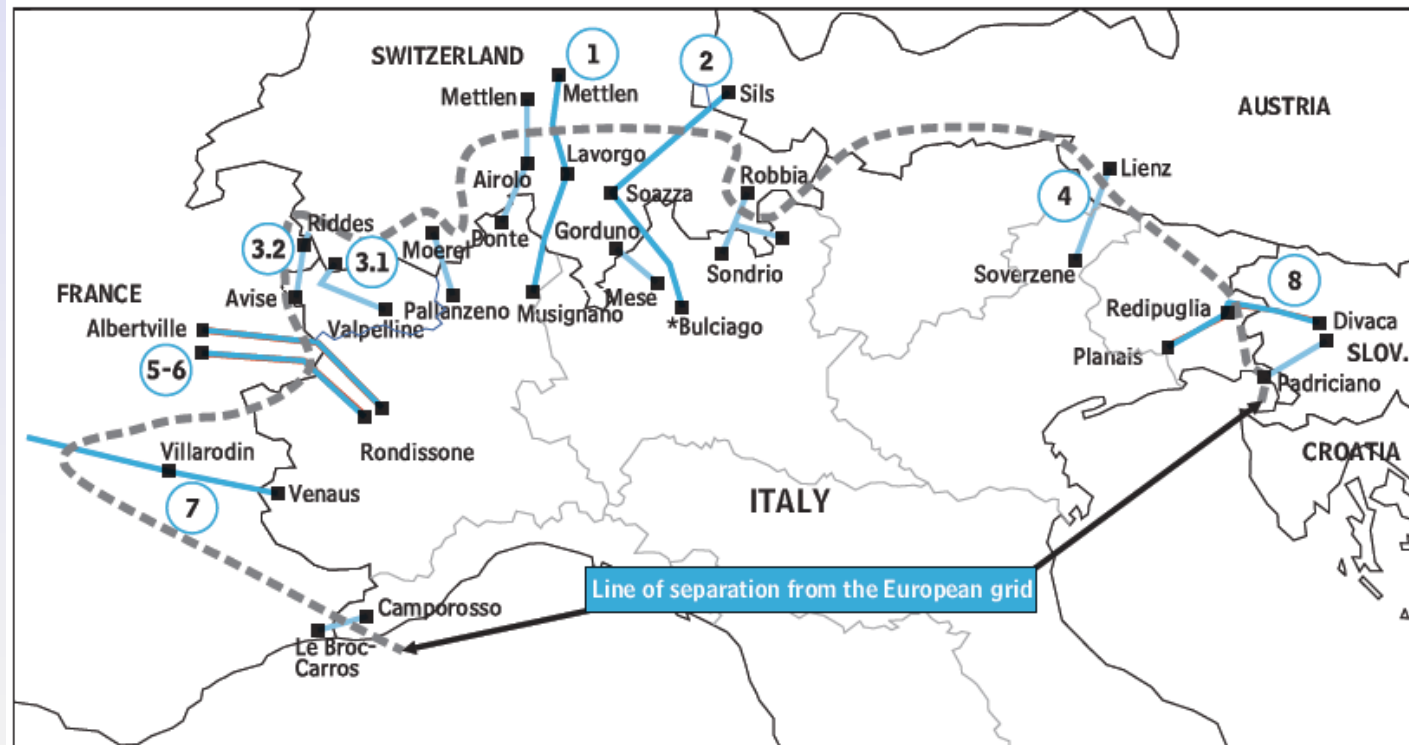 SWITZERLAND
1
2
Mettlen
Mettlen
Sils
AUSTRIA
Lavorgo
Airolo
Robbia
Lienz
Soazza
4
Riddes
3.2
3.1
Moerel
Ponte
Gorduno
Sondrio
Soverzene
8
FRANCE
Avise
Pallanzeno
Musignano
Mese
Redipuglia
Albertville
Valpelline
*Bulciago
Divaca
Planais
SLOV.
5-6
Padriciano
Villarodin
Rondissone
CROATIA
Venaus
ITALY
7
Line of separation from the European grid
Camporosso
Le Broc-
Carros